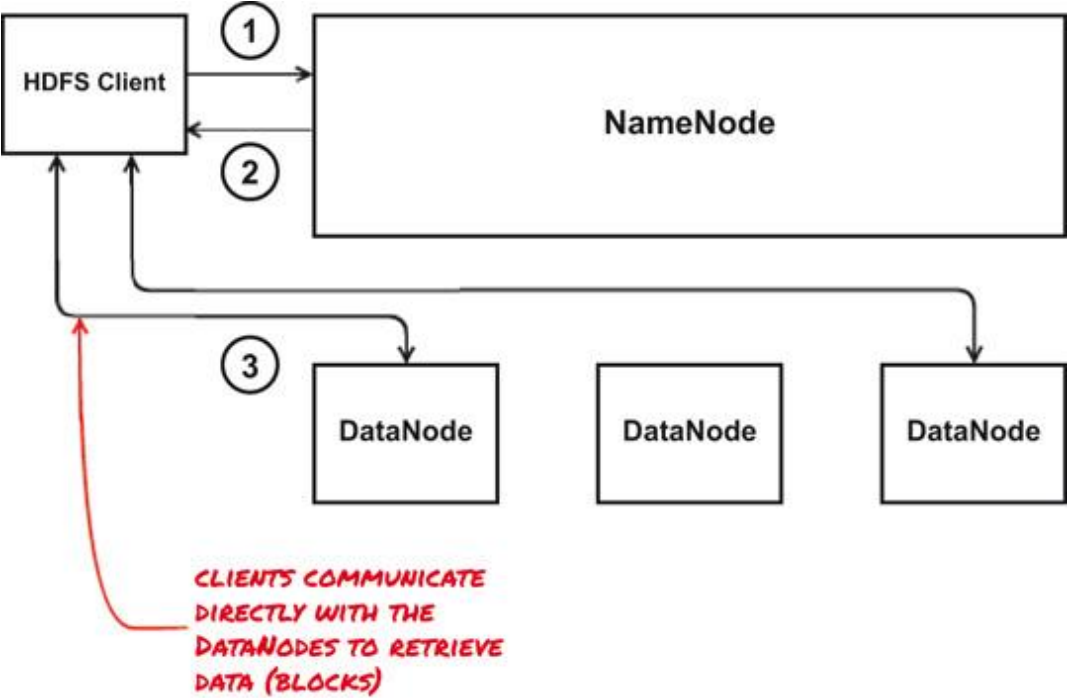 1
HDFS Client
NameNode
2
3
DataNode
DataNode
DataNode
CLIENTS COMMUNICATE
DIRECTLY WITH THE
DATANODES TO RETRIEVE
DATA (BLOCKS)